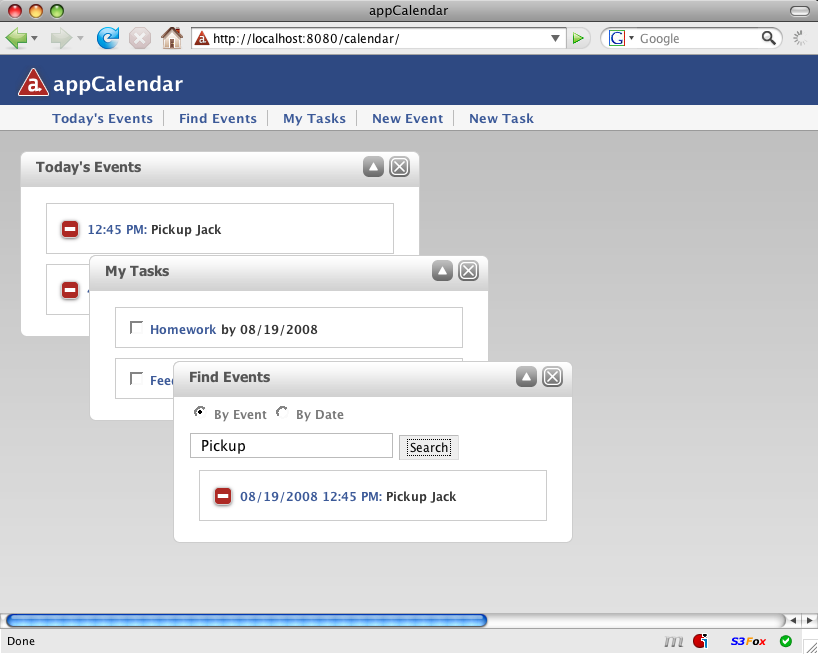 appCalendar
http://localhost:8080/calendar/
Google
appCalendar
Today's Events Find Events My Tasks New Event New Task
Today's Events
12:45 PM: Pickup Jack
My Tasks
Homework by 08/19/2008
Find Events
By Event By Date
Pickup Search
08/19/2008 12:45 PM: Pickup Jack
Done
S3Fox